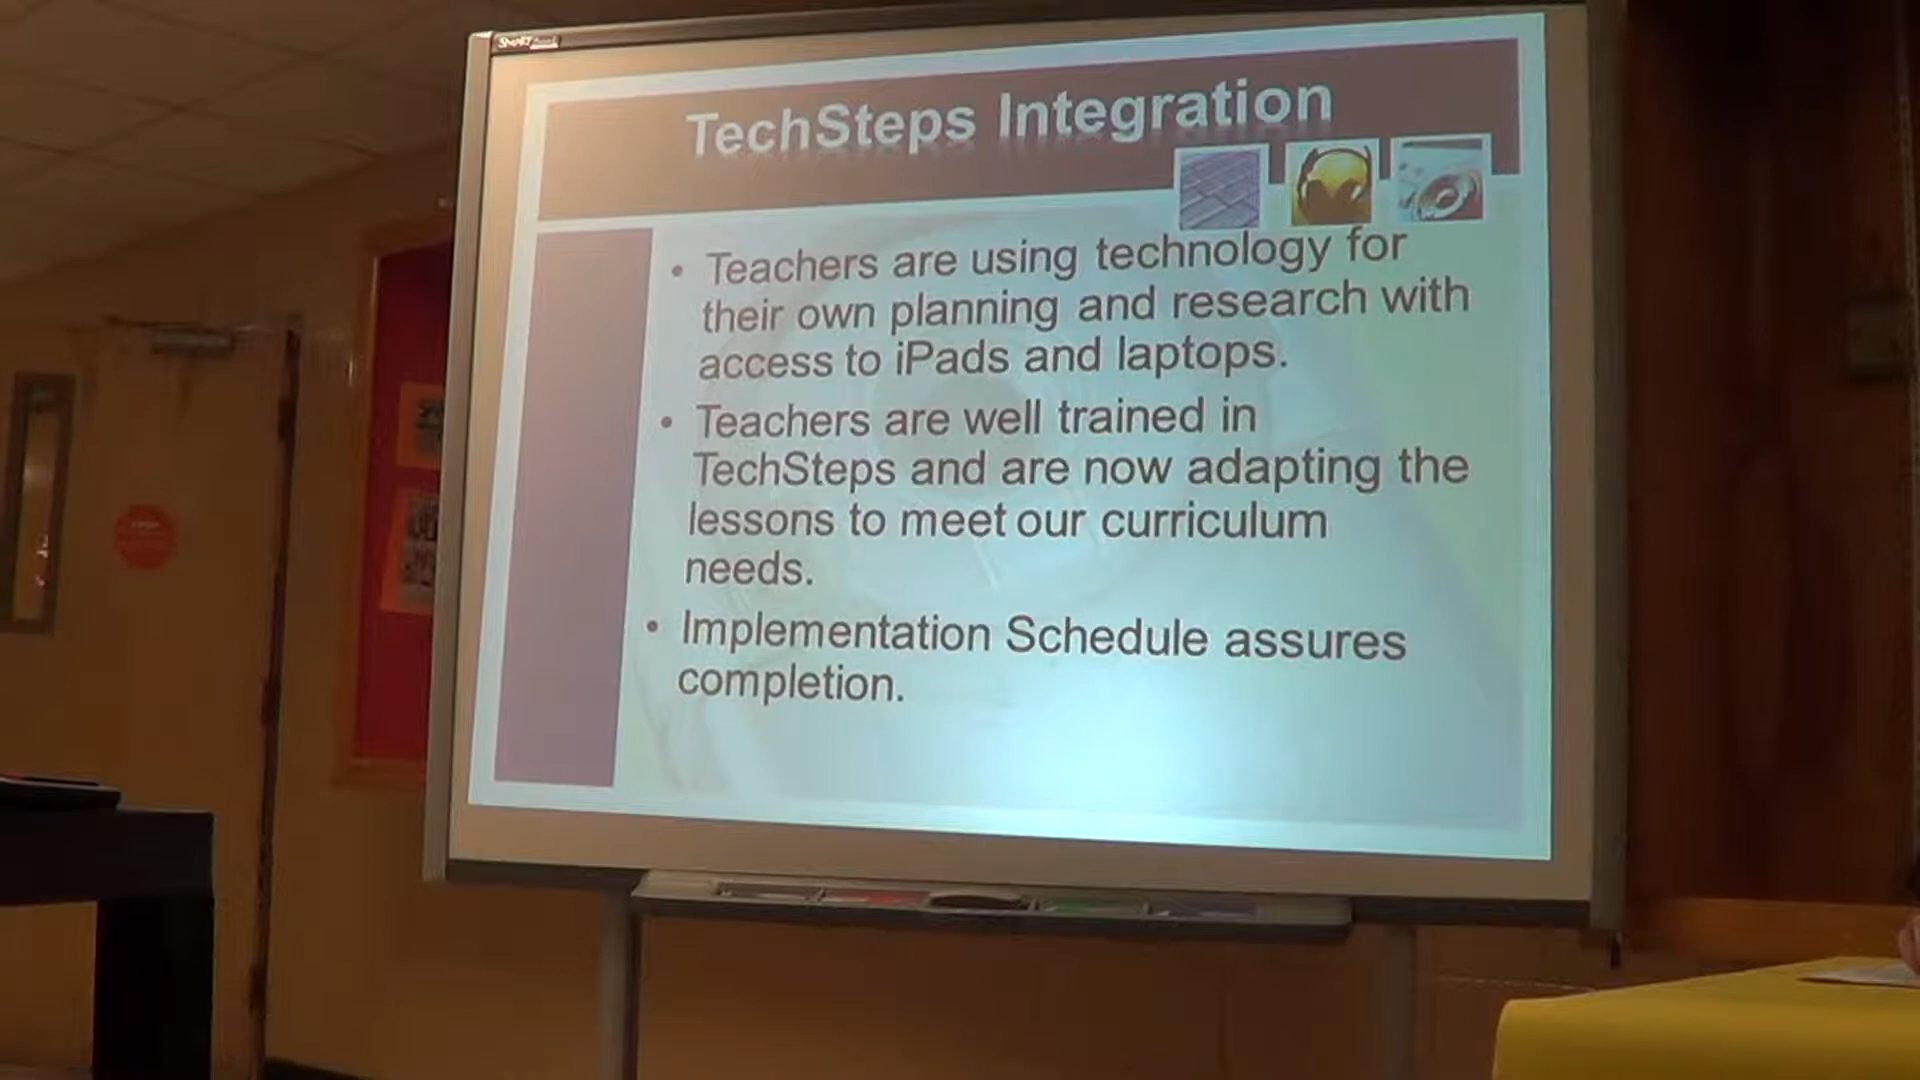 SMART
TechSteps Integration
• Teachers are using technology for
their own planning and research with
access to iPads and laptops.
• Teachers are well trained in
TechSteps and are now adapting the
lessons to meet our curriculum
needs.
• Implementation Schedule assures
completion.